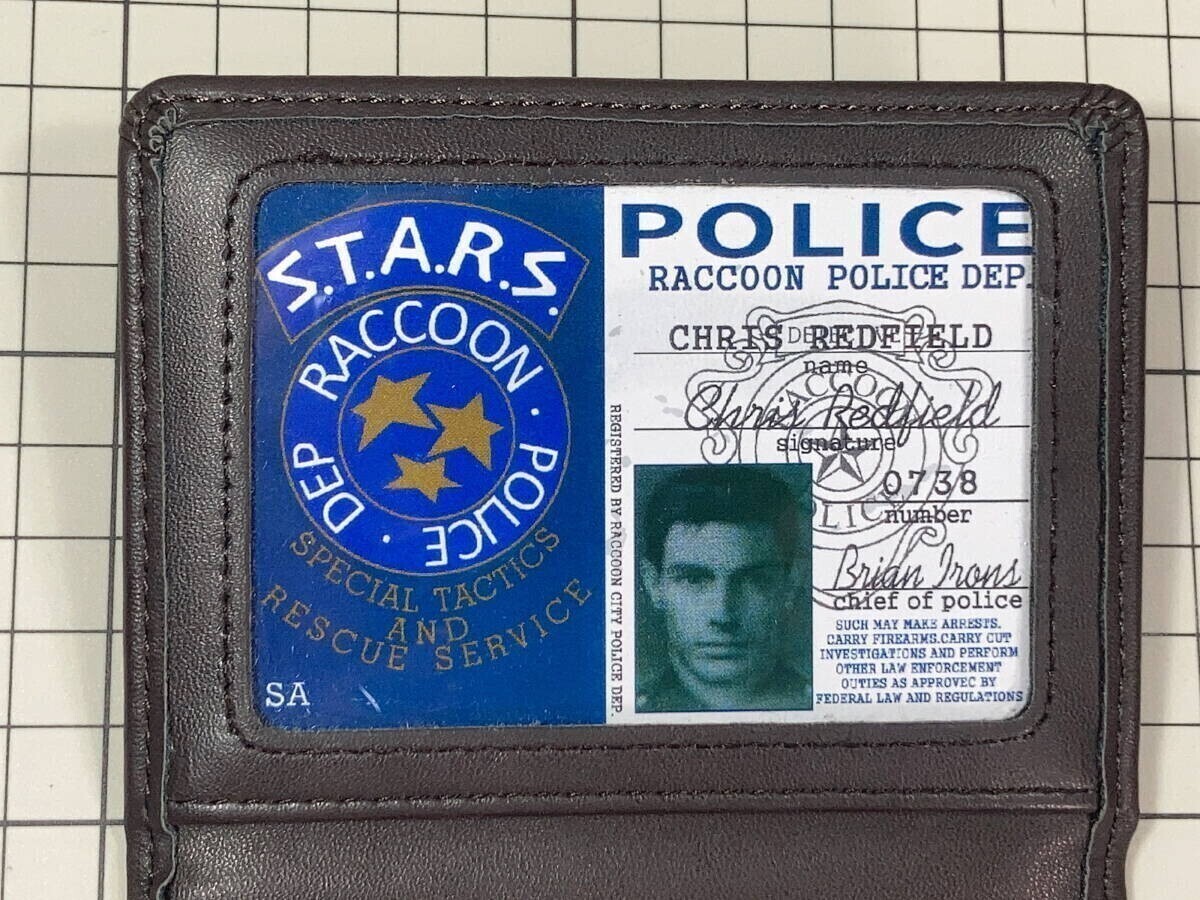 S.T.A.R.S.
RACCOON · POLICE · DEP ·
SPECIAL TACTICS
AND
RESCUE SERVICE
SA
REGISTERED BY RACCOON CITY POLICE DEP.
POLICE
RACCOON POLICE DEP.
CHRIS REDFIELD
name
Chris Redfield
signature
0738
number
Brian Irons
chief of police
SUCH MAY MAKE ARRESTS.
CARRY FIREARMS.CARRY CUT
INVESTIGATIONS AND PERFORM
OTHER LAW ENFORCEMENT
DUTIES AS APPROVEC BY
FEDERAL LAW AND REGULATIONS